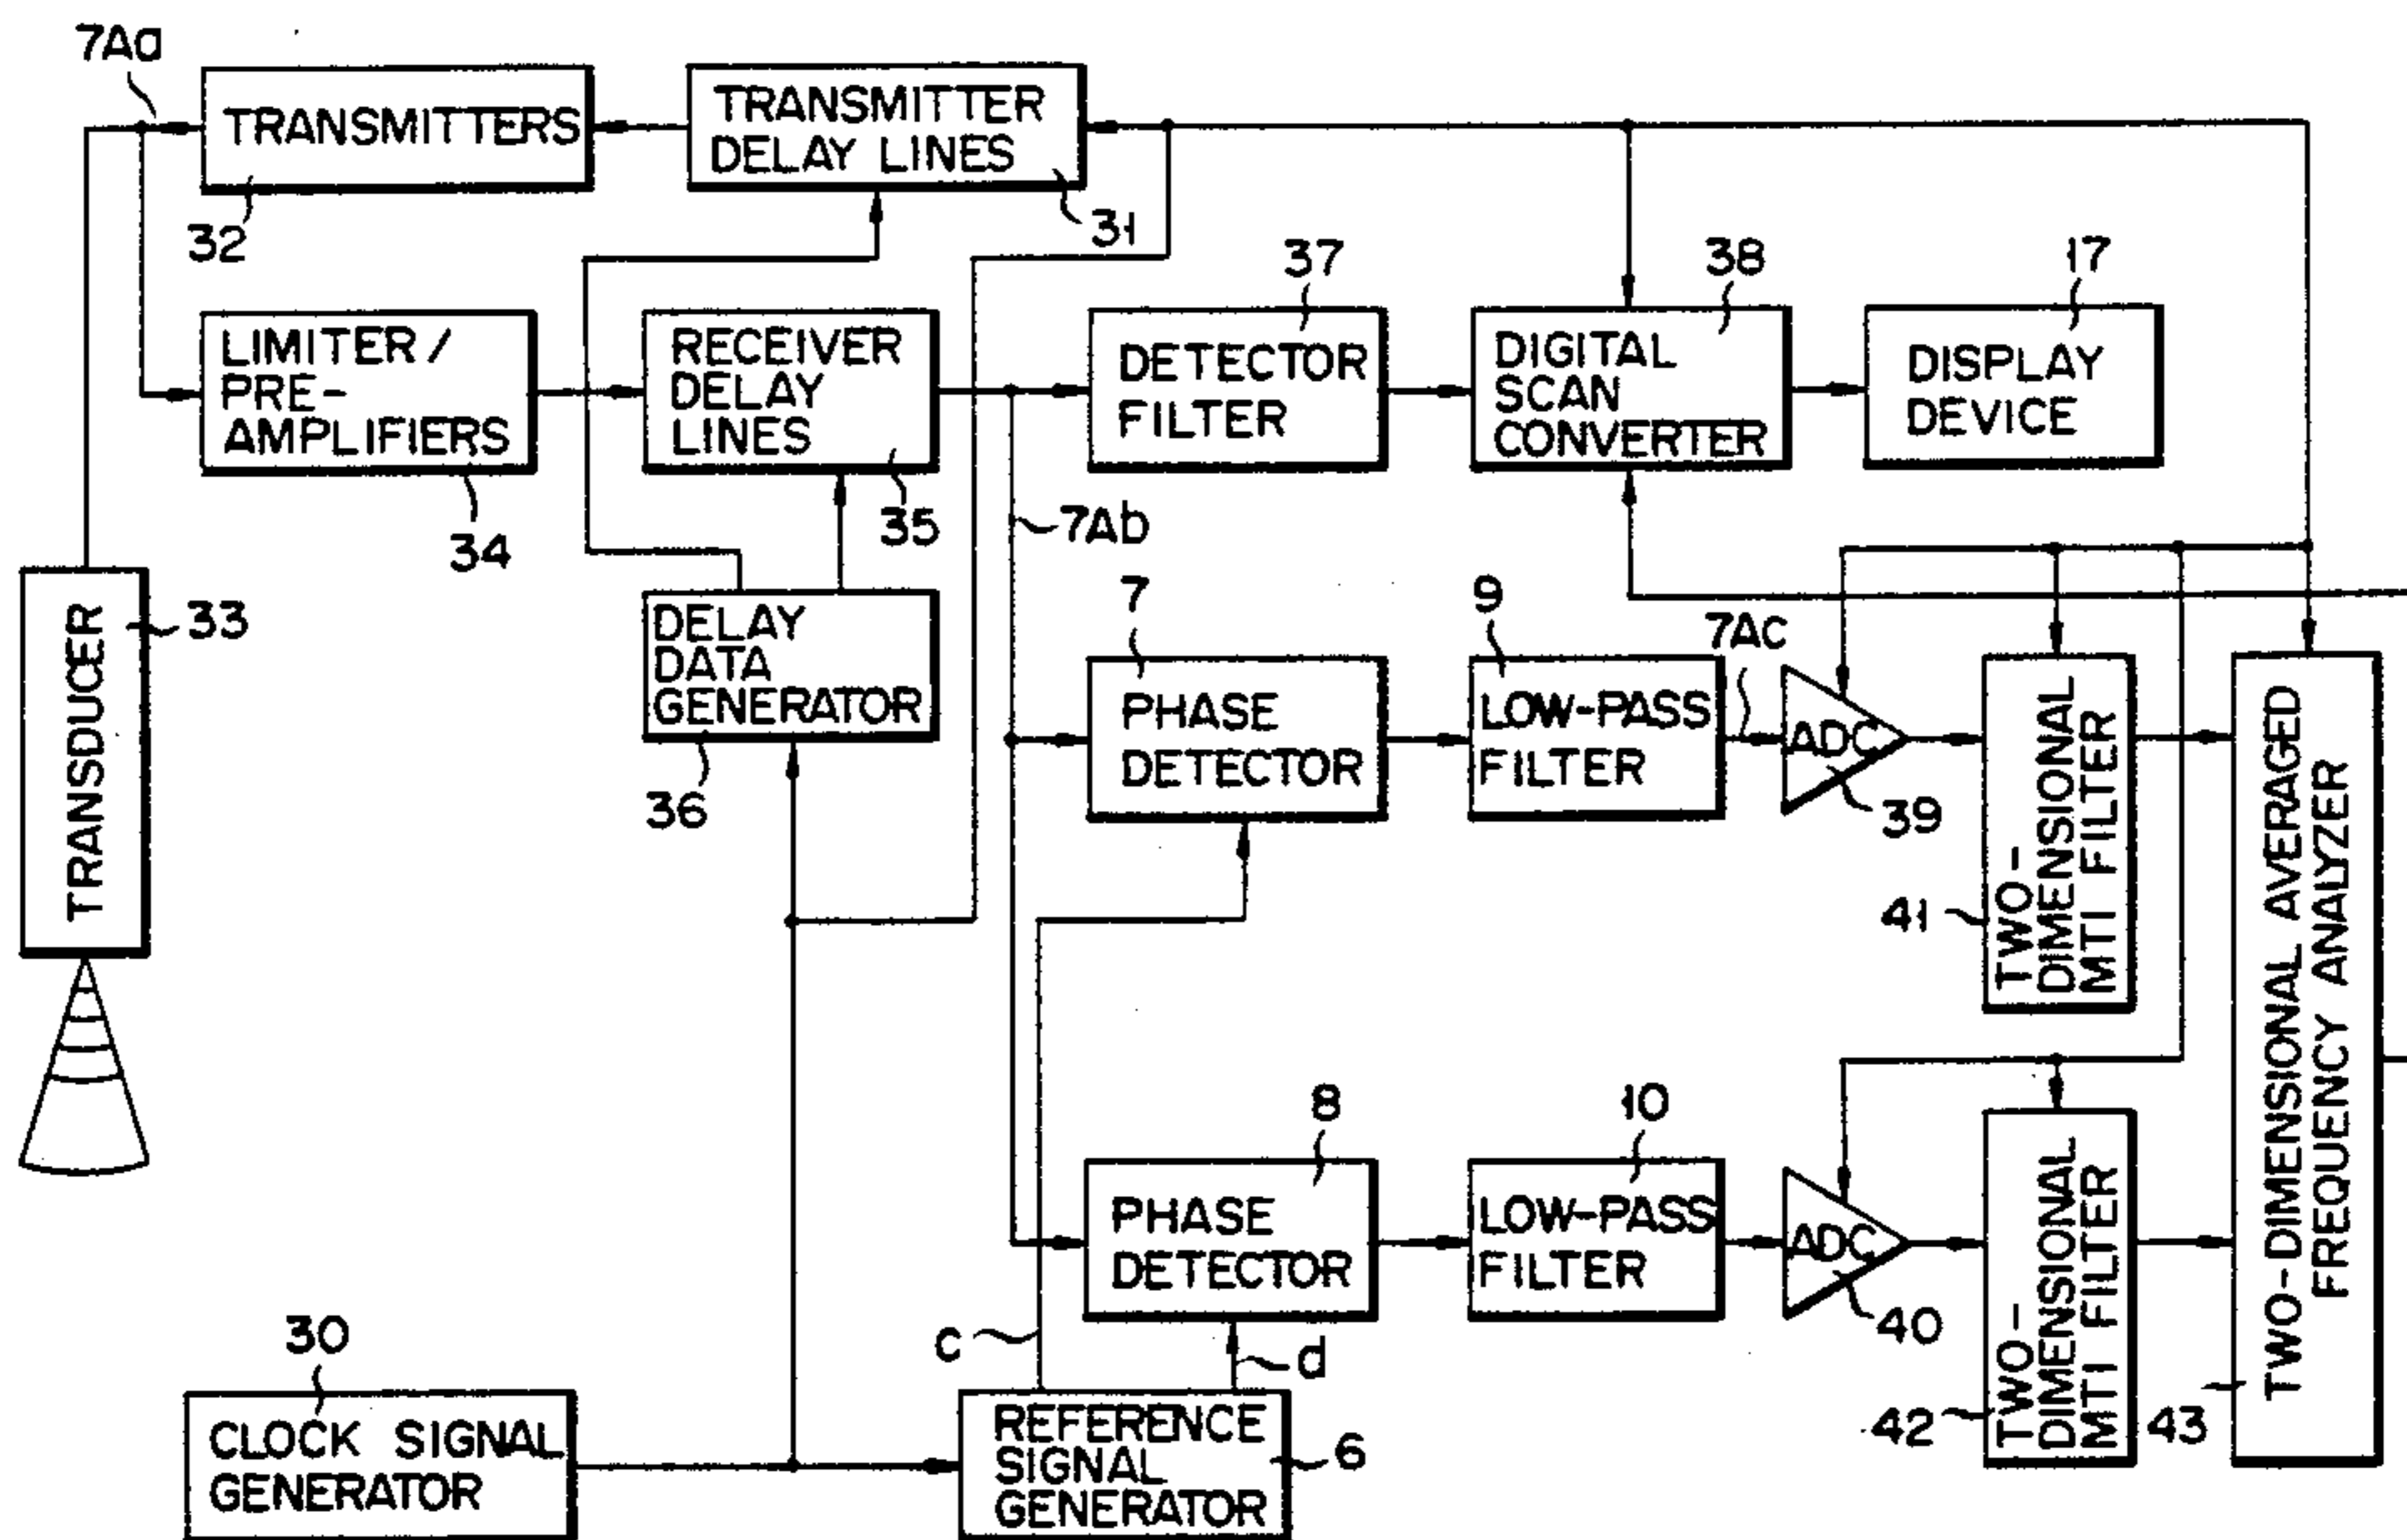 7Aa
TRANSMITTERS
32
TRANSMITTER
DELAY LINES
31
LIMITER /
PRE-
AMPLIFIERS
34
RECEIVER
DELAY
LINES
35
37
DETECTOR
FILTER
38
DIGITAL
SCAN
CONVERTER
17
DISPLAY
DEVICE
7Ab
TRANSDUCER
33
DELAY
DATA
GENERATOR
36
7
PHASE
DETECTOR
9
LOW-PASS
FILTER
7Ac
ADC
39
TWO-
DIMENSIONAL
MTI FILTER
41
TWO-DIMENSIONAL AVERAGED
FREQUENCY ANALYZER
43
8
PHASE
DETECTOR
10
LOW-PASS
FILTER
ADC
40
TWO-
DIMENSIONAL
MTI FILTER
42
c
d
30
CLOCK SIGNAL
GENERATOR
REFERENCE
SIGNAL
GENERATOR
6